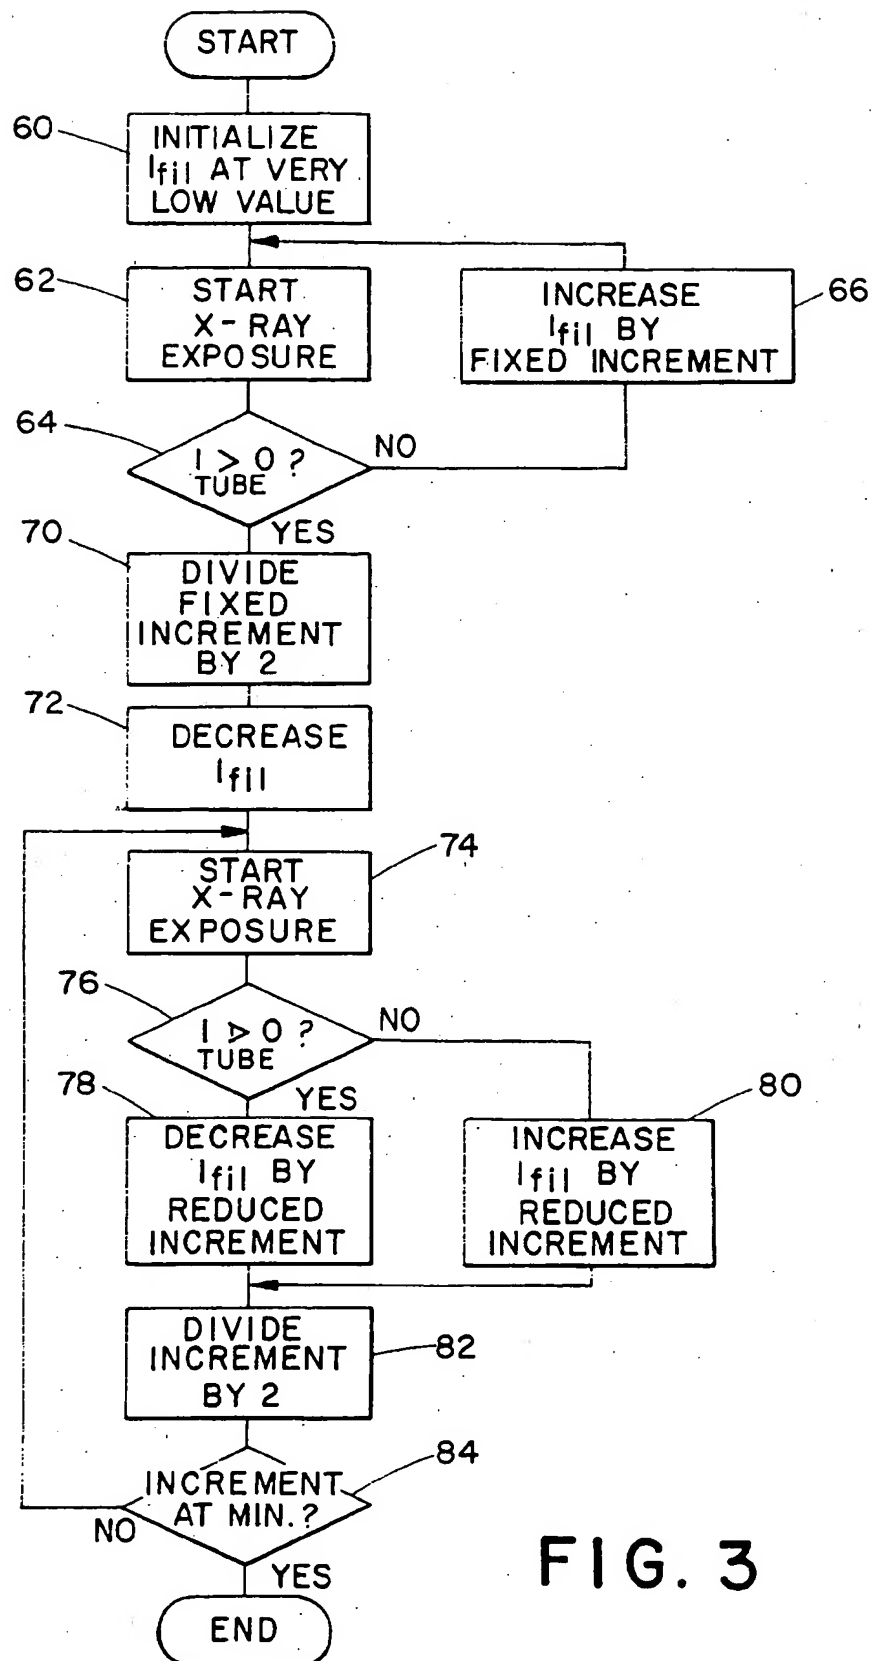 START
60
INITIALIZE
Ifil AT VERY
LOW VALUE
62
START
X-RAY
EXPOSURE
INCREASE
Ifil BY
FIXED INCREMENT
66
64
I > 0 ?
TUBE
NO
YES
70
DIVIDE
FIXED
INCREMENT
BY 2
72
DECREASE
Ifil
74
START
X-RAY
EXPOSURE
76
I > 0 ?
TUBE
NO
YES
78
DECREASE
Ifil BY
REDUCED
INCREMENT
80
INCREASE
Ifil BY
REDUCED
INCREMENT
DIVIDE
INCREMENT
BY 2
82
84
INCREMENT
AT MIN.?
NO
YES
END
FIG. 3